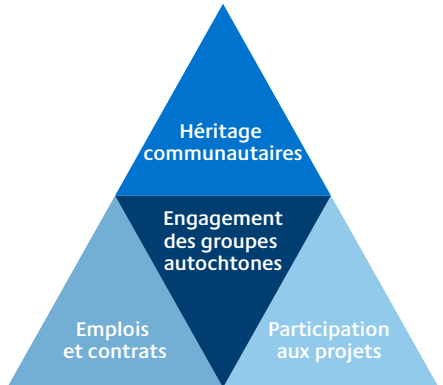 Héritage
communautaires
Engagement
des groupes
autochtones
Emplois
et contrats
Participation
aux projets